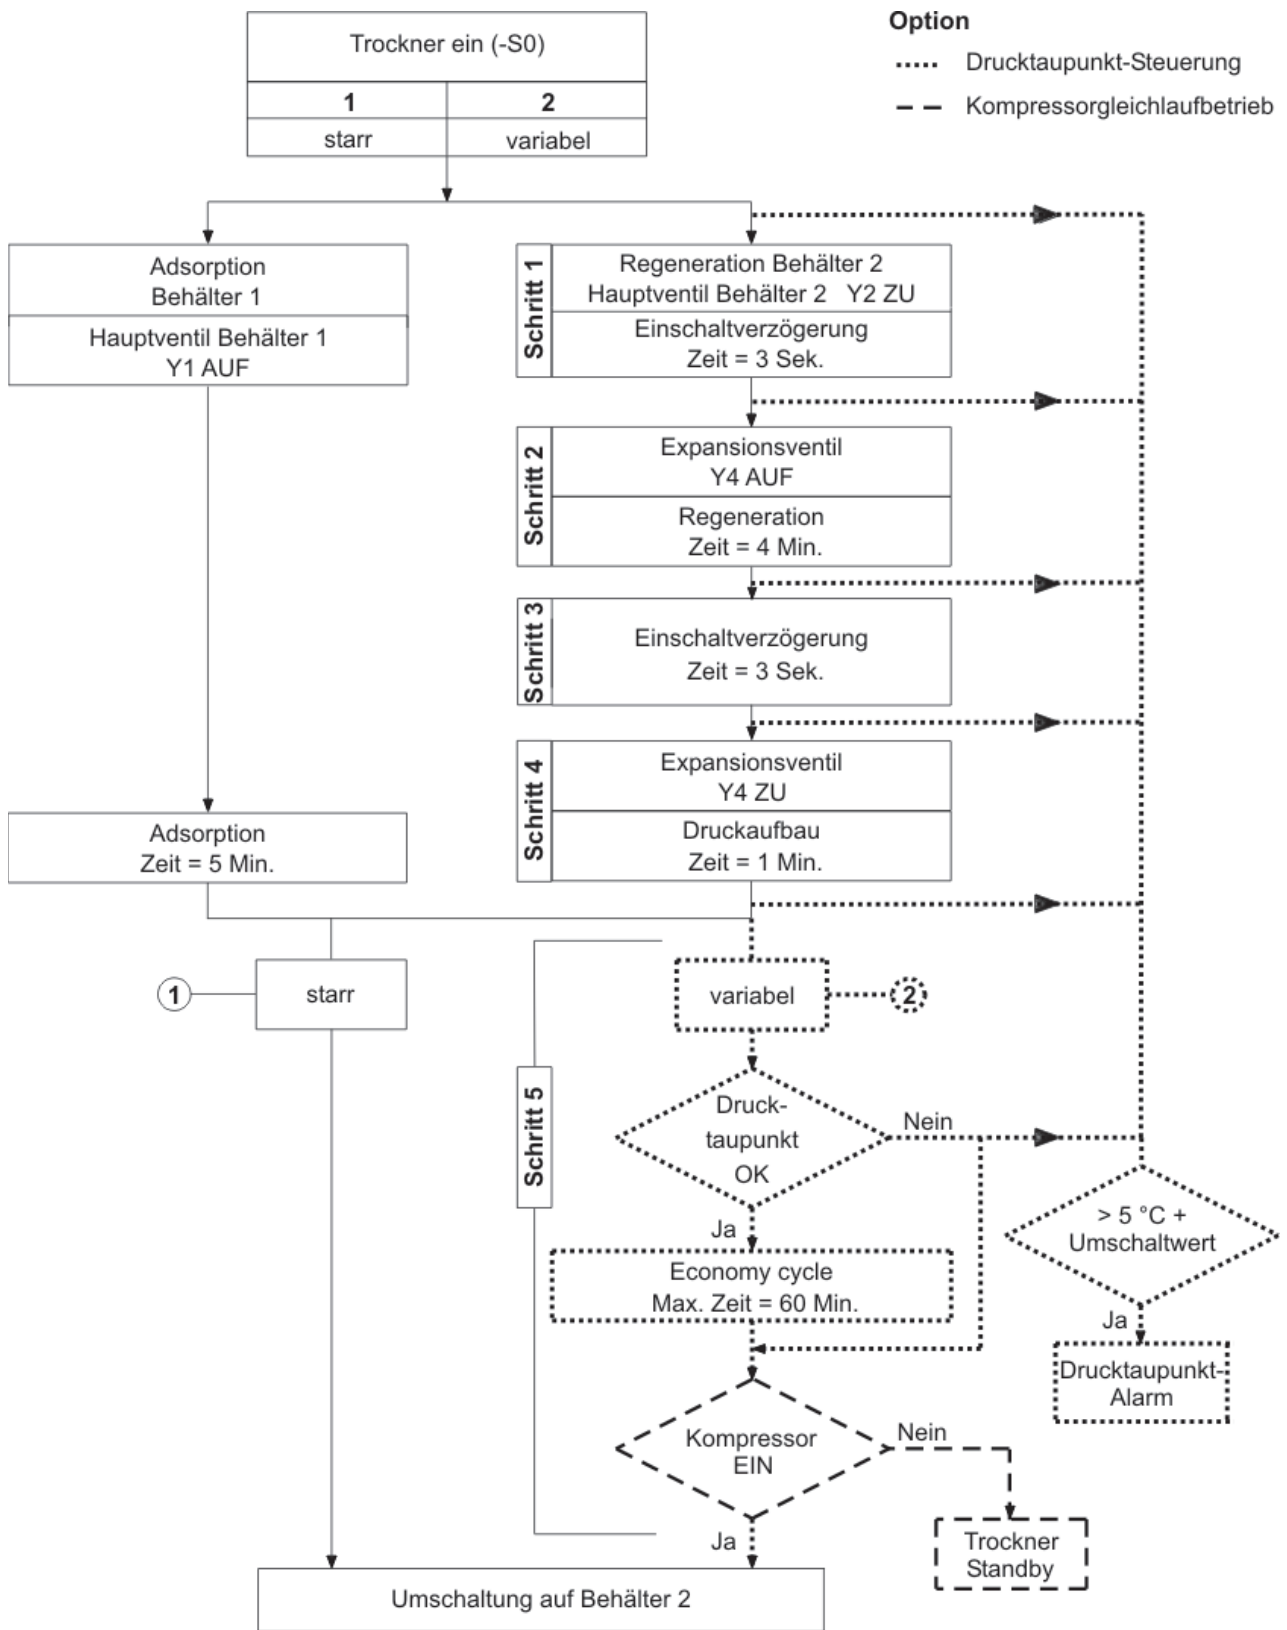 Trockner ein (-S0)
1
2
starr
variabel
Option
Drucktaupunkt-Steuerung
Kompressorgleichlaufbetrieb
Adsorption
Behälter 1
Hauptventil Behälter 1
Y1 AUF
Schritt 1
Regeneration Behälter 2
Hauptventil Behälter 2 Y2 ZU
Einschaltverzögerung
Zeit = 3 Sek.
Schritt 2
Expansionsventil
Y4 AUF
Regeneration
Zeit = 4 Min.
Schritt 3
Einschaltverzögerung
Zeit = 3 Sek.
Schritt 4
Expansionsventil
Y4 ZU
Druckaufbau
Zeit = 1 Min.
Adsorption
Zeit = 5 Min.
1
starr
variabel
2
Schritt 5
Druck-
taupunkt
OK
Nein
Ja
> 5 °C +
Umschaltwert
Ja
Drucktaupunkt-
Alarm
Economy cycle
Max. Zeit = 60 Min.
Kompressor
EIN
Nein
Ja
Trockner
Standby
Umschaltung auf Behälter 2